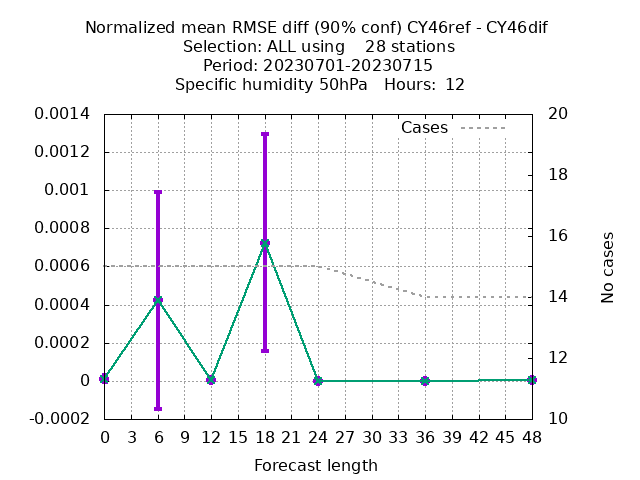 Normalized mean RMSE diff (90% conf) CY46ref - CY46dif
Selection: ALL using    28 stations
Period: 20230701-20230715
Specific humidity 50hPa   Hours:  12
Cases
0.0014
0.0012
0.001
0.0008
0.0006
0.0004
0.0002
0
-0.0002
20
18
16
14
12
10
No cases
0 3 6 9 12 15 18 21 24 27 30 33 36 39 42 45 48
Forecast length